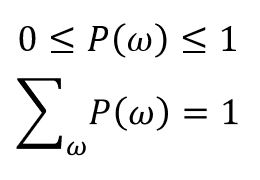 0 ≤ P(ω) ≤ 1
∑_ω P(ω) = 1